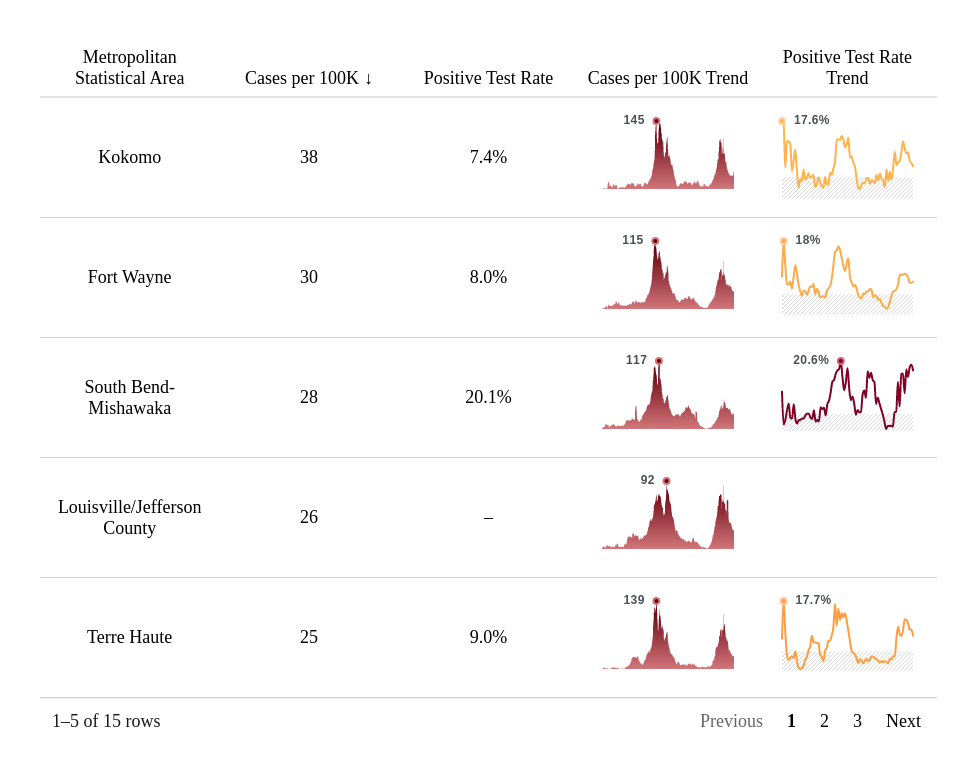 Metropolitan
Statistical Area
Cases per 100K ↓
Positive Test Rate
Cases per 100K Trend
Positive Test Rate
Trend
Kokomo
38
7.4%
145
17.6%
Fort Wayne
30
8.0%
115
18%
South Bend-
Mishawaka
28
20.1%
117
20.6%
Louisville/Jefferson
County
26
–
92
Terre Haute
25
9.0%
139
17.7%
1–5 of 15 rows
Previous 1 2 3 Next